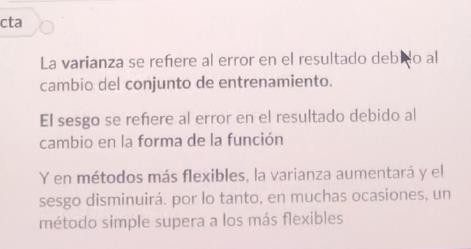 cta
La varianza se refiere al error en el resultado debido al
cambio del conjunto de entrenamiento.
El sesgo se refiere al error en el resultado debido al
cambio en la forma de la función
Y en métodos más flexibles, la varianza aumentará y el
sesgo disminuirá. por lo tanto, en muchas ocasiones, un
método simple supera a los más flexibles